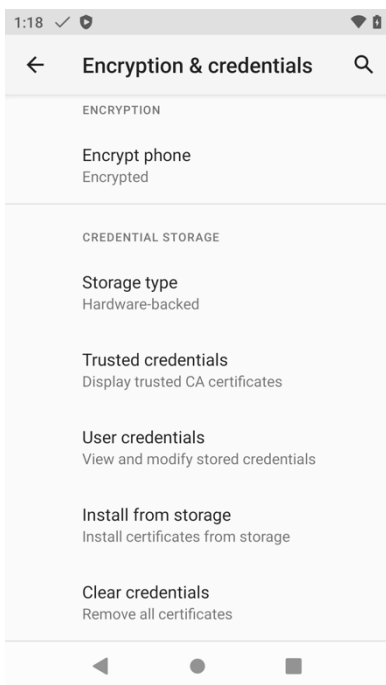 1:18
Encryption & credentials
ENCRYPTION
Encrypt phone
Encrypted
CREDENTIAL STORAGE
Storage type
Hardware-backed
Trusted credentials
Display trusted CA certificates
User credentials
View and modify stored credentials
Install from storage
Install certificates from storage
Clear credentials
Remove all certificates